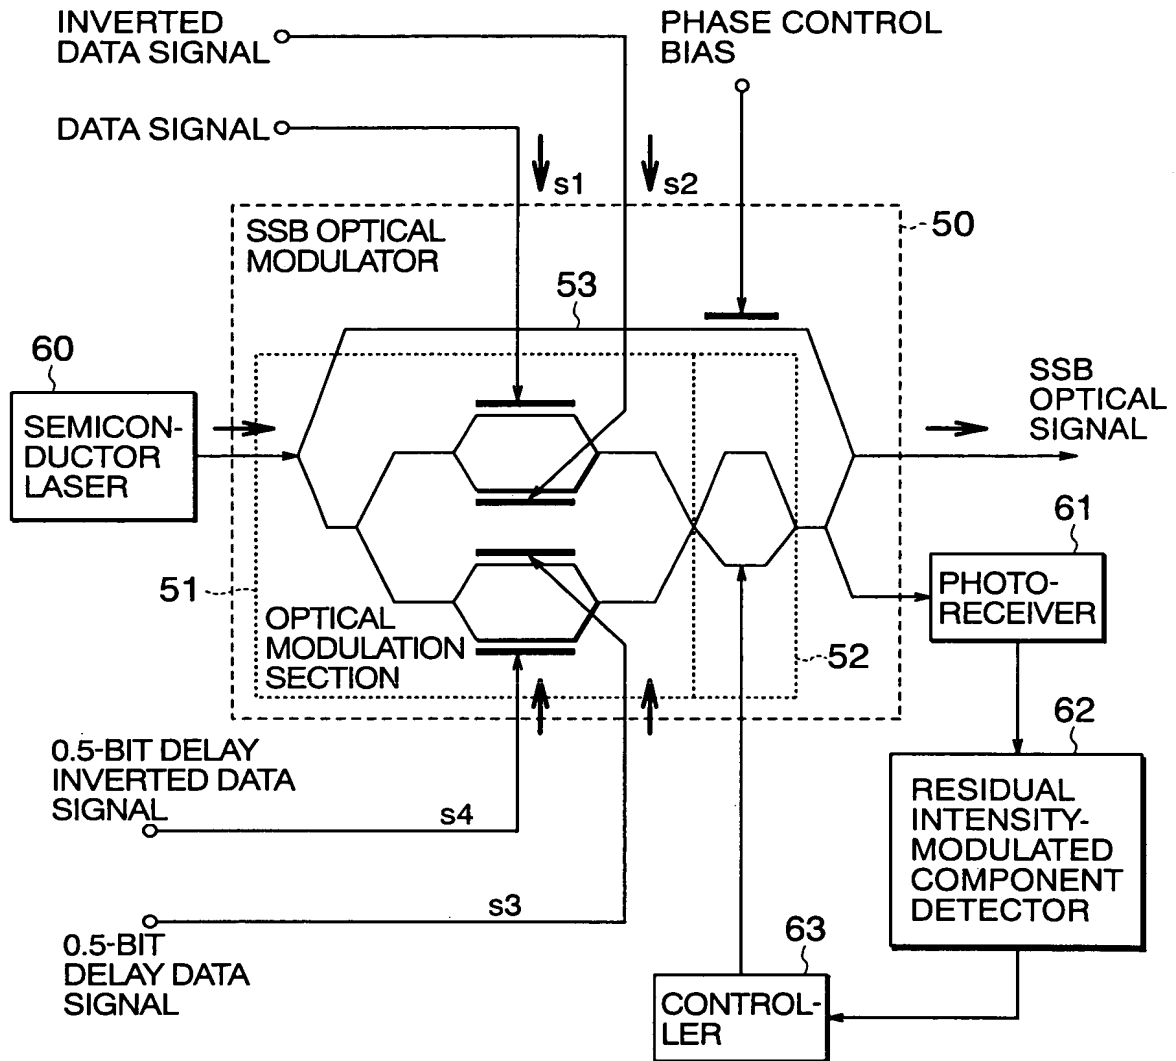 INVERTED
DATA SIGNAL
PHASE CONTROL
BIAS
DATA SIGNAL
s1
s2
50
SSB OPTICAL
MODULATOR
53
60
SEMICON-
DUCTOR
LASER
SSB
OPTICAL
SIGNAL
61
PHOTO-
RECEIVER
51
OPTICAL
MODULATION
SECTION
52
62
0.5-BIT DELAY
INVERTED DATA
SIGNAL
s4
RESIDUAL
INTENSITY-
MODULATED
COMPONENT
DETECTOR
s3
0.5-BIT
DELAY DATA
SIGNAL
63
CONTROL-
LER